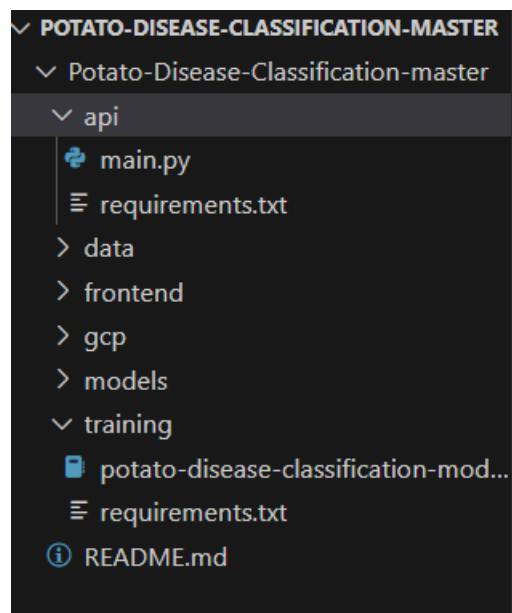 POTATO-DISEASE-CLASSIFICATION-MASTER
Potato-Disease-Classification-master
api
main.py
requirements.txt
data
frontend
gcp
models
training
potato-disease-classification-mod...
requirements.txt
README.md